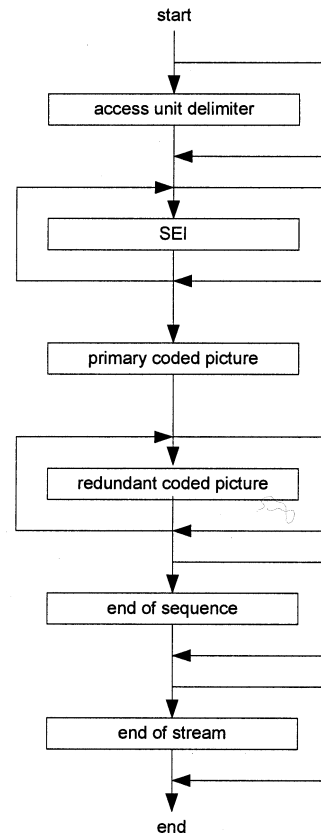 start
access unit delimiter
SEI
primary coded picture
redundant coded picture
end of sequence
end of stream
end